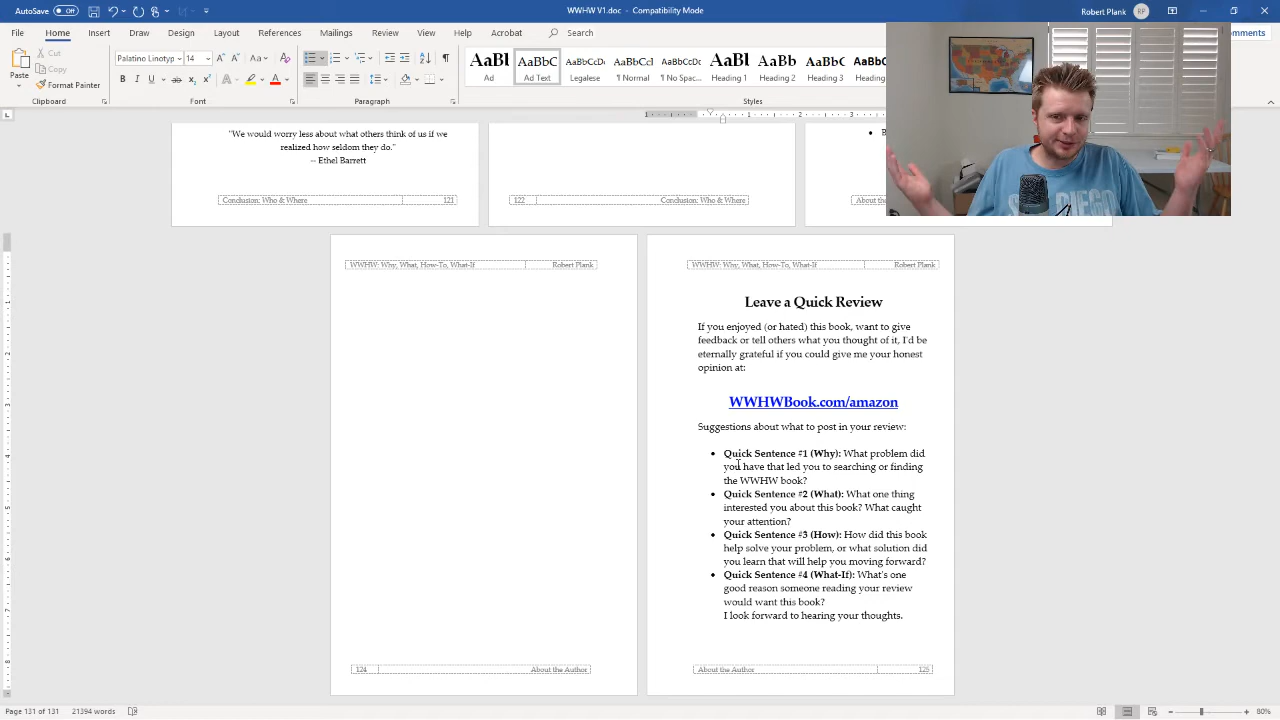 WWHW Book Master V1.docx - Compatibility Mode
File Home Insert Draw Design Layout References Mailings Review View Help Acrobat Search
omments
Paste
Cut
Copy
Format Painter
Clipboard
Palatino Linotyp 14
Font
Paragraph
AaBl AaBbC AaBbCcDc AaBbCcI AaBbCcDc AaBl AaBb AaBbC
Ad Ad Text Legalese ¶ Normal ¶ No Spac... Heading 1 Heading 2 Heading 3 Heading
Styles
"We would worry less about what others think of us if we
realized how seldom they do."
-- Ethel Barrett
Conclusion: Who & Where 121
122 Conclusion: Who & Where
About the
WWHW: Why, What, How-To, What-If Robert Plank
124 About the Author
WWHW: Why, What, How-To, What-If Robert Plank
Leave a Quick Review
If you enjoyed (or hated) this book, want to give
feedback or tell others what you thought of it, I'd be
eternally grateful if you could give me your honest
opinion at:
WWHWBook.com/amazon
Suggestions about what to post in your review:
• Quick Sentence #1 (Why): What problem did
you have that led you to searching or finding
the WWHW book?
• Quick Sentence #2 (What): What one thing
interested you about this book? What caught
your attention?
• Quick Sentence #3 (How): How did this book
help solve your problem, or what solution did
you learn that will help you moving forward?
• Quick Sentence #4 (What-If): What's one
good reason someone reading your review
would want this book?
I look forward to hearing your thoughts.
About the Author 125
Page 131 of 131 21394 words
80%